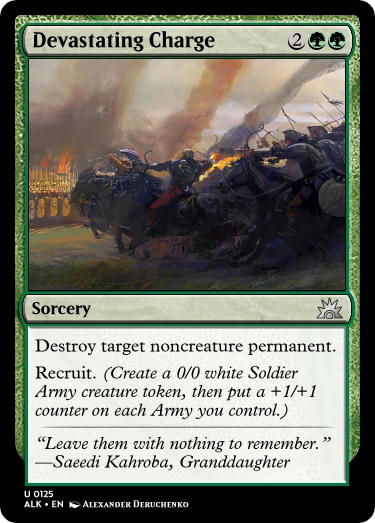 Devastating Charge 2
Sorcery
Destroy target noncreature permanent.
Recruit. (Create a 0/0 white Soldier
Army creature token, then put a +1/+1
counter on each Army you control.)
“Leave them with nothing to remember.”
—Saeedi Kahroba, Granddaughter
U 0125
ALK • EN Alexander Deruchenko